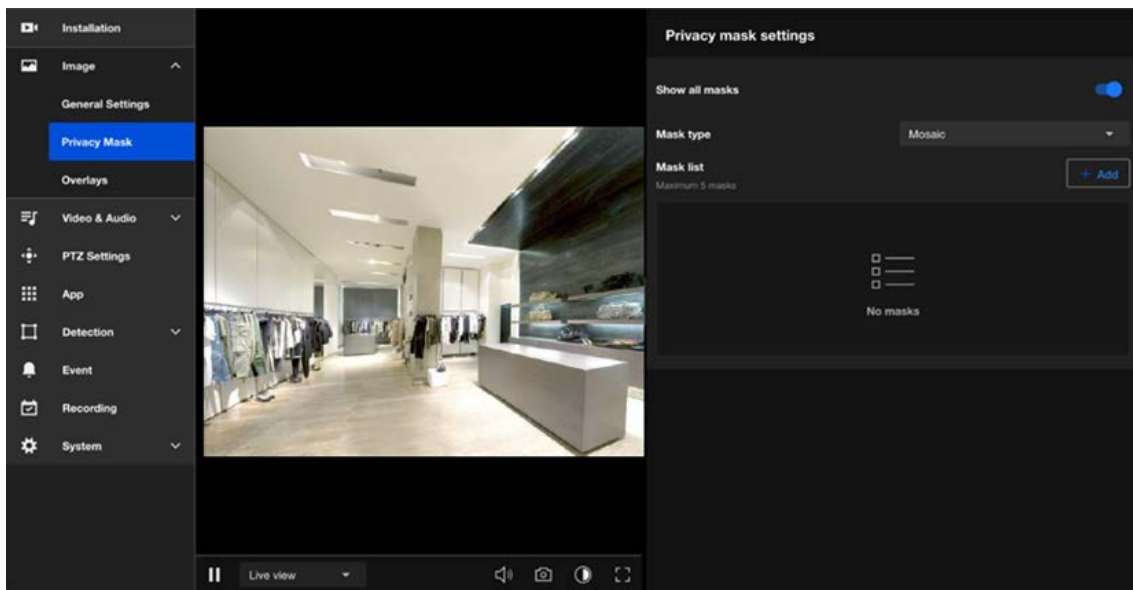 Installation
Image
General Settings
Privacy Mask
Overlays
Video & Audio
PTZ Settings
App
Detection
Event
Recording
System
Live view
Privacy mask settings
Show all masks
Mask type
Mosaic
Mask list
Maximum 5 masks
+ Add
No masks